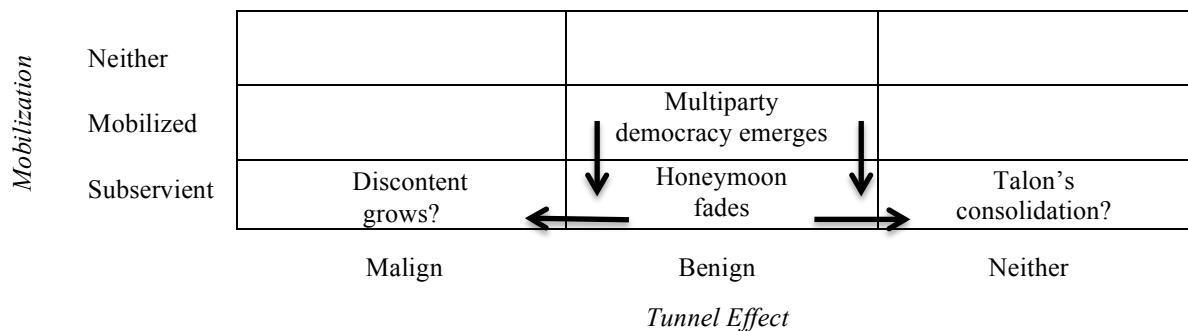 Mobilization
Neither
Mobilized
Multiparty
democracy emerges
Subservient
Discontent
grows?
Honeymoon
fades
Talon’s
consolidation?
Malign
Benign
Neither
Tunnel Effect